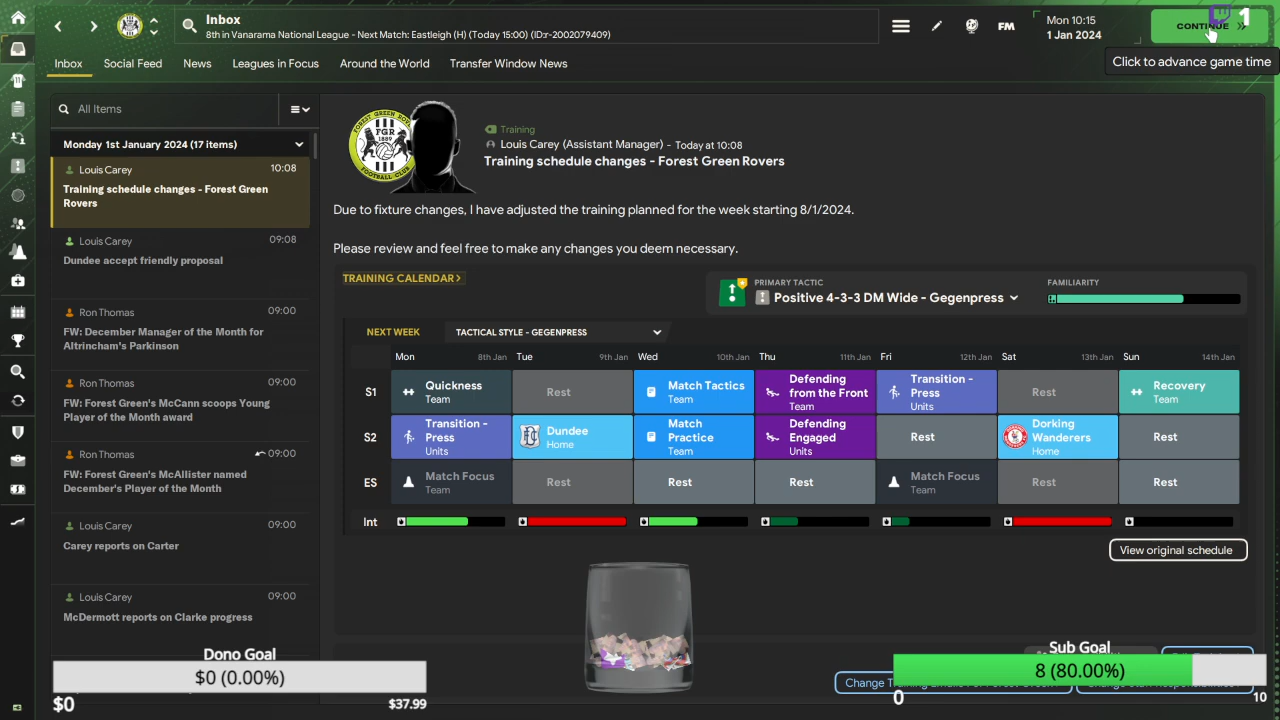 Inbox
8th in Vanarama National League - Next Match: Eastleigh (H) (Today 15:00) (IDr-2002079409)
FM
Mon 10:15
1 Jan 2024
CONTINUE
1
Click to advance game time
Inbox
Social Feed
News
Leagues in Focus
Around the World
Transfer Window News
All Items
Monday 1st January 2024 (17 items)
Louis Carey
10:08
Training schedule changes - Forest Green
Rovers
Louis Carey
09:08
Dundee accept friendly proposal
Ron Thomas
09:00
FW: December Manager of the Month for
Altrincham's Parkinson
Ron Thomas
09:00
FW: Forest Green's McCann scoops Young
Player of the Month award
Ron Thomas
09:00
FW: Forest Green's McAllister named
December's Player of the Month
Louis Carey
09:00
Carey reports on Carter
Louis Carey
09:00
McDermott reports on Clarke progress
FOREST GREEN ROVERS
FGR
1889
FOOTBALL CLUB
Training
Louis Carey (Assistant Manager) - Today at 10:08
Training schedule changes - Forest Green Rovers
Due to fixture changes, I have adjusted the training planned for the week starting 8/1/2024.
Please review and feel free to make any changes you deem necessary.
TRAINING CALENDAR >
PRIMARY TACTIC
Positive 4-3-3 DM Wide - Gegenpress
FAMILIARITY
NEXT WEEK
TACTICAL STYLE - GEGENPRESS
Mon 8th Jan
Tue 9th Jan
Wed 10th Jan
Thu 11th Jan
Fri 12th Jan
Sat 13th Jan
Sun 14th Jan
S1
Quickness
Team
Rest
Match Tactics
Team
Defending
from the Front
Team
Transition -
Press
Units
Rest
Recovery
Team
S2
Transition -
Press
Units
Dundee
Home
Match
Practice
Team
Defending
Engaged
Units
Rest
Dorking
Wanderers
Home
Rest
ES
Match Focus
Team
Rest
Rest
Rest
Match Focus
Team
Rest
Rest
Int
View original schedule
Dono Goal
$0 (0.00%)
$0
$37.99
Sub Goal
8 (80.00%)
0
10